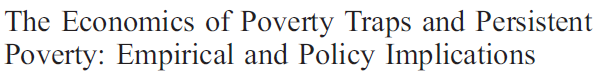 The Economics of Poverty Traps and Persistent
Poverty: Empirical and Policy Implications